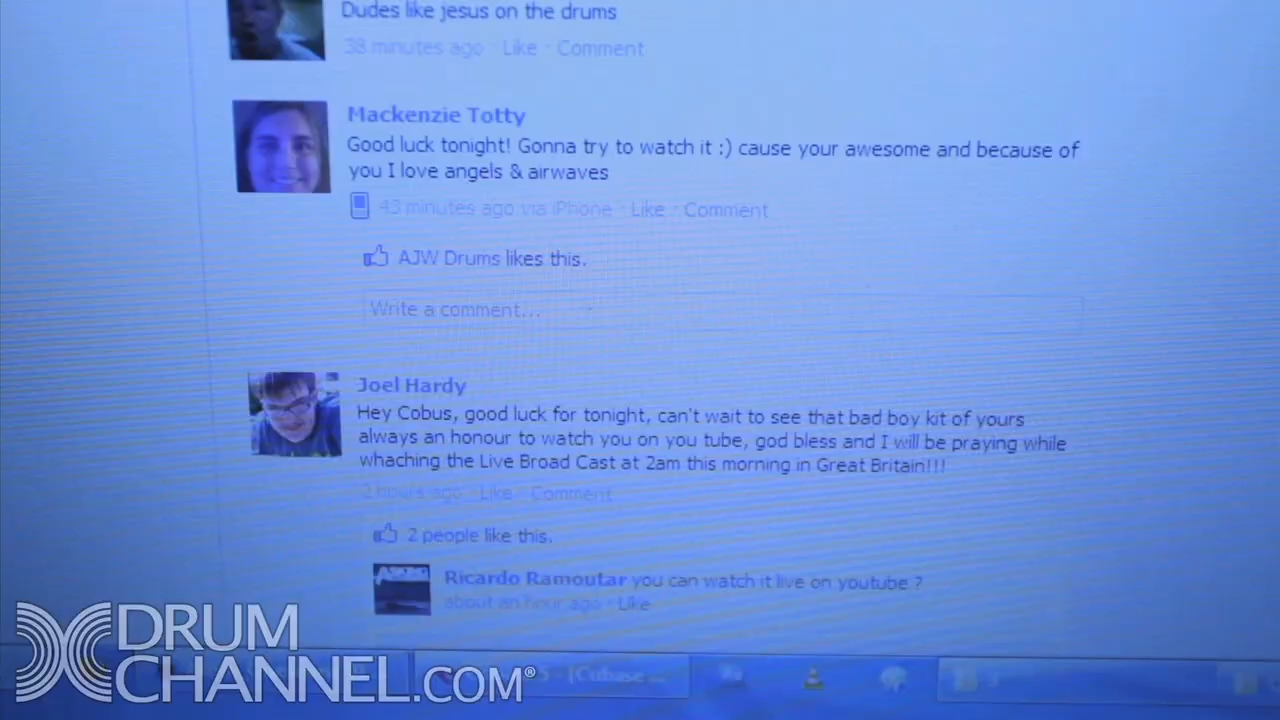 Dudes like jesus on the drums
38 minutes ago · Like · Comment
Mackenzie Totty
Good luck tonight! Gonna try to watch it :) cause your awesome and because of
you I love angels & airwaves
43 minutes ago via iPhone · Like · Comment
AJW Drums likes this.
Write a comment...
Joel Hardy
Hey Cobus, good luck for tonight, can't wait to see that bad boy kit of yours
always an honour to watch you on you tube, god bless and I will be praying while
whaching the Live Broad Cast at 2am this morning in Great Britain!!!
2 hours ago · Like · Comment
2 people like this.
Ricardo Ramoutar you can watch it live on youtube ?
about an hour ago · Like
DRUM
CHANNEL.COM®
5 - [Cubase ...